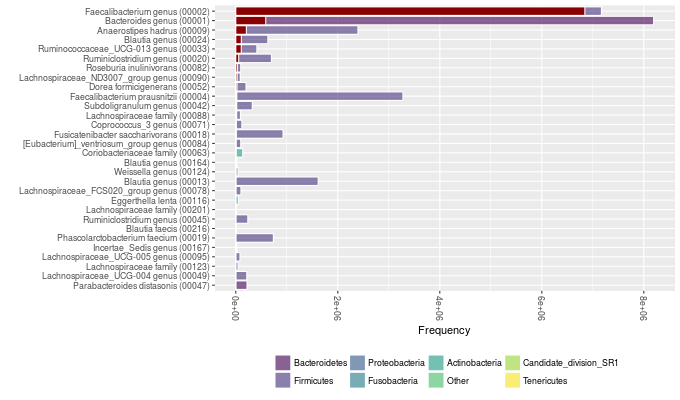 Faecalibacterium genus (00002)
Bacteroides genus (00001)
Anaerostipes hadrus (00009)
Blautia genus (00024)
Ruminococcaceae_UCG-013 genus (00033)
Ruminiclostridium genus (00020)
Roseburia inulinivorans (00082)
Lachnospiraceae_ND3007_group genus (00090)
Dorea formicigenerans (00052)
Faecalibacterium prausnitzii (00004)
Subdoligranulum genus (00042)
Lachnospiraceae family (00088)
Coprococcus_3 genus (00071)
Fusicatenibacter saccharivorans (00018)
[Eubacterium]_ventriosum_group genus (00084)
Coriobacteriaceae family (00063)
Blautia genus (00164)
Weissella genus (00124)
Blautia genus (00013)
Lachnospiraceae_FCS020_group genus (00078)
Eggerthella lenta (00116)
Lachnospiraceae family (00201)
Ruminiclostridium genus (00045)
Blautia faecis (00216)
Phascolarctobacterium faecium (00019)
Incertae_Sedis genus (00167)
Lachnospiraceae_UCG-005 genus (00095)
Lachnospiraceae family (00123)
Lachnospiraceae_UCG-004 genus (00049)
Parabacteroides distasonis (00047)
0e+00 2e+06 4e+06 6e+06 8e+06
Frequency
Bacteroidetes Proteobacteria Actinobacteria Candidate_division_SR1
Firmicutes Fusobacteria Other Tenericutes